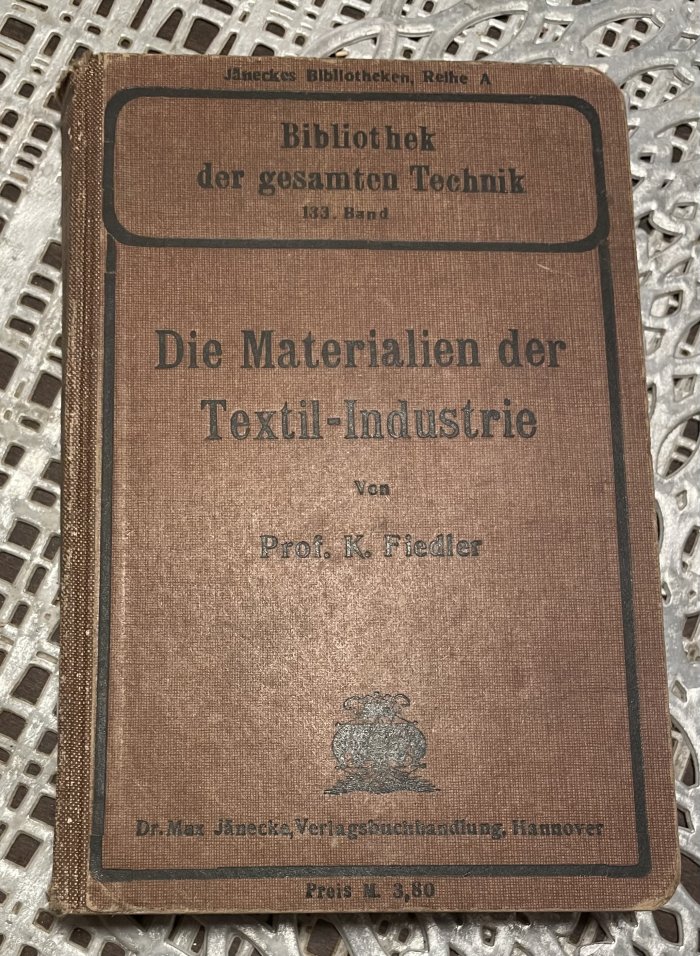 Jäneckes Bibliotheken, Reihe A
Bibliothek
der gesamten Technik
133. Band
Die Materialien der
Textil-Industrie
Von
Prof. K. Fiedler
Dr. Max Jänecke, Verlagsbuchhandlung, Hannover
Preis M. 3,80